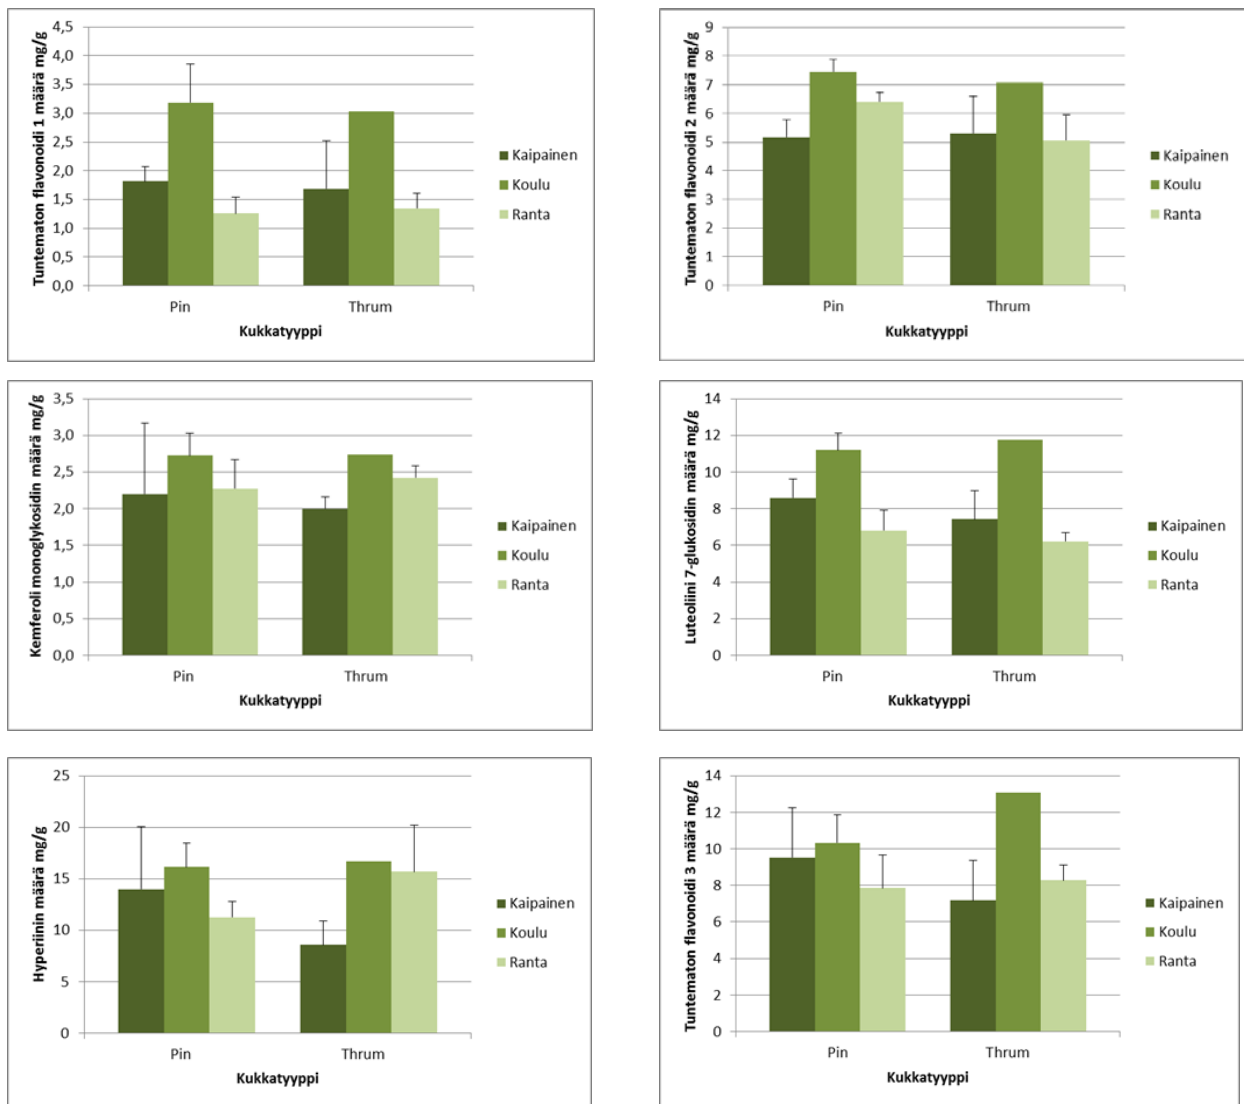 Tuntematon flavonoidi 1 määrä mg/g
4,5
4,0
3,5
3,0
2,5
2,0
1,5
1,0
0,5
0,0
Pin
Thrum
Kukkatyyppi
Kaipainen
Koulu
Ranta
Tuntematon flavonoidi 2 määrä mg/g
9
8
7
6
5
4
3
2
1
0
Pin
Thrum
Kukkatyyppi
Kaipainen
Koulu
Ranta
Kemferoli monoglykosidin määrä mg/g
3,5
3,0
2,5
2,0
1,5
1,0
0,5
0,0
Pin
Thrum
Kukkatyyppi
Kaipainen
Koulu
Ranta
Luteoliini 7-glukosidin määrä mg/g
14
12
10
8
6
4
2
0
Pin
Thrum
Kukkatyyppi
Kaipainen
Koulu
Ranta
Hyperiinin määrä mg/g
25
20
15
10
5
0
Pin
Thrum
Kukkatyyppi
Kaipainen
Koulu
Ranta
Tuntematon flavonoidi 3 määrä mg/g
14
12
10
8
6
4
2
0
Pin
Thrum
Kukkatyyppi
Kaipainen
Koulu
Ranta